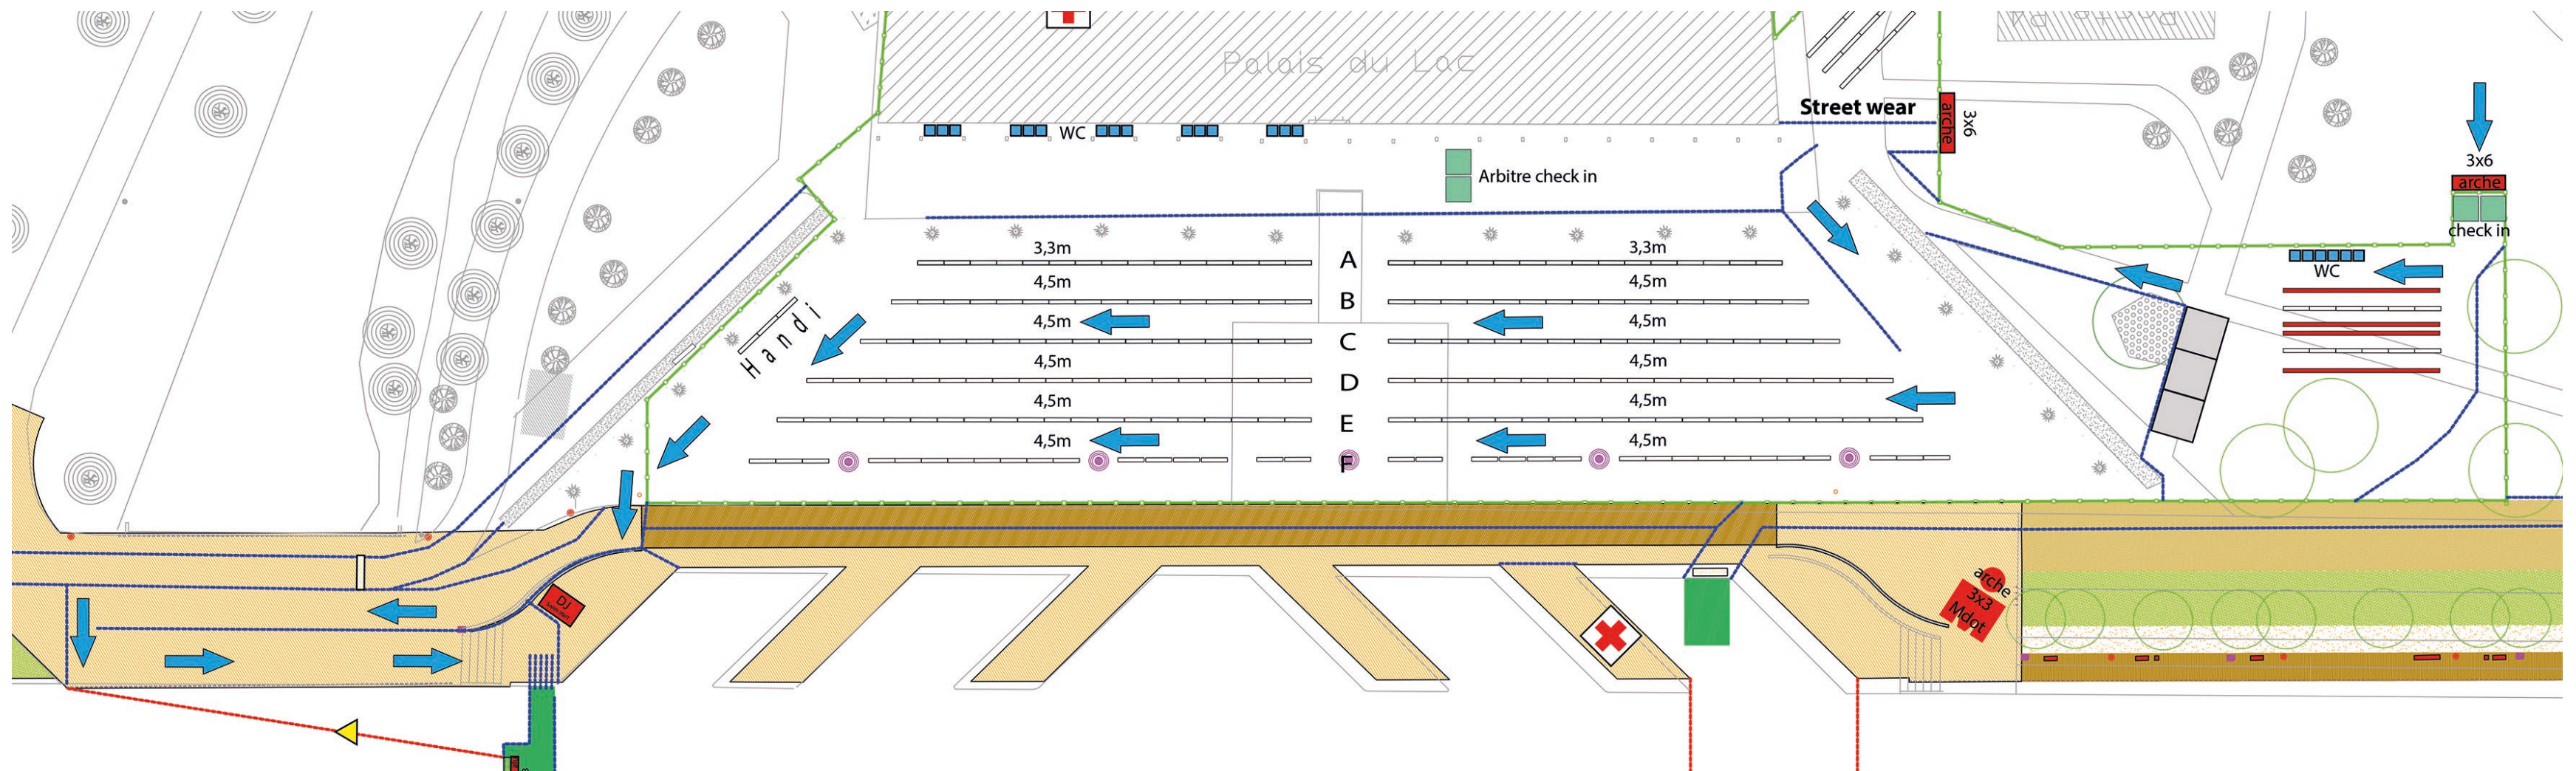 Palais du Lac
Street wear
arche
3x6
WC
Arbitre check in
3x6
arche
check in
WC
3,3m
3,3m
A
4,5m
4,5m
B
4,5m
4,5m
C
4,5m
4,5m
D
4,5m
4,5m
E
4,5m
4,5m
F
Handi
DJ
arche
3x3
Mdot